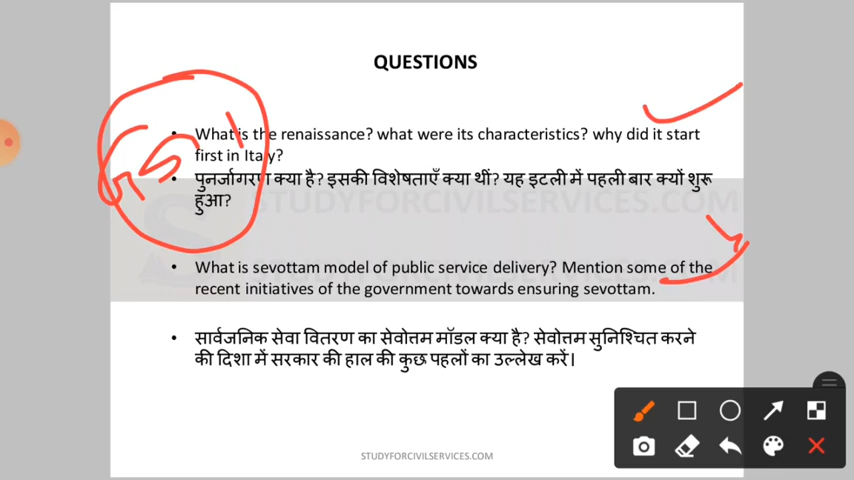 QUESTIONS
• What is the renaissance? what were its characteristics? why did it start
first in Italy?
• पुनर्जागरण क्या है? इसकी विशेषताएँ क्या थीं? यह इटली में पहली बार क्यों शुरू
हुआ?
STUDYFORCIVILSERVICES.COM
• What is sevottam model of public service delivery? Mention some of the
recent initiatives of the government towards ensuring sevottam.
• सार्वजनिक सेवा वितरण का सेवोत्तम मॉडल क्या है? सेवोत्तम सुनिश्चित करने
की दिशा में सरकार की हाल की कुछ पहलों का उल्लेख करें।
STUDYFORCIVILSERVICES.COM